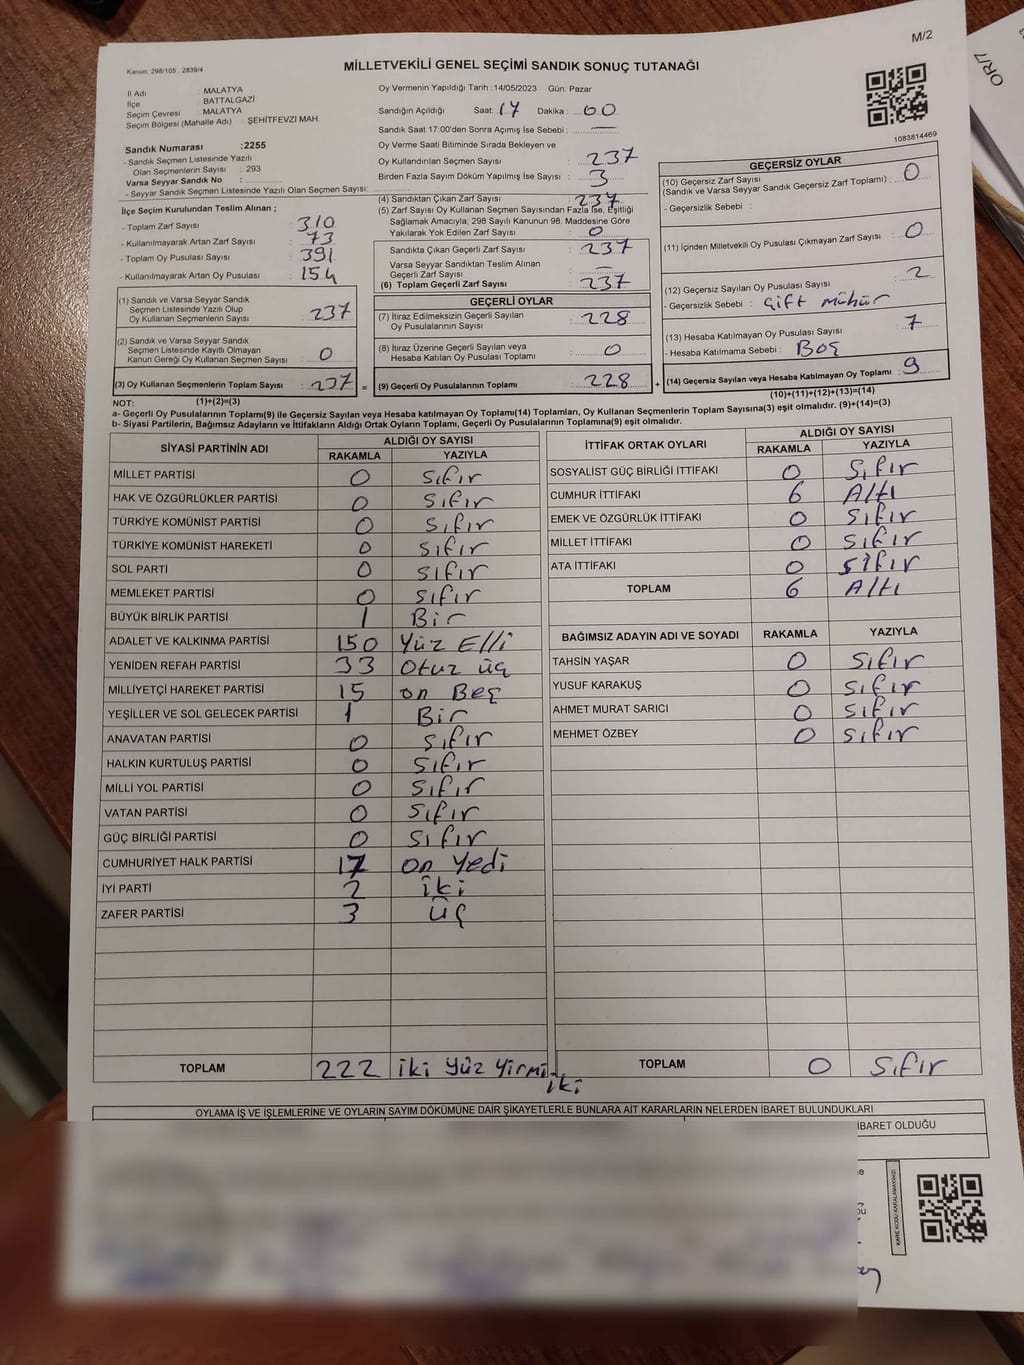 M/2
Kanun: 298/105 , 2839/4
MİLLETVEKİLİ GENEL SEÇİMİ SANDIK SONUÇ TUTANAĞI
İl Adı : MALATYA
İlçe : BATTALGAZİ
Seçim Çevresi : MALATYA
Seçim Bölgesi (Mahalle Adı) : ŞEHİTFEVZİ MAH.
Sandık Numarası : 2255
- Sandık Seçmen Listesinde Yazılı
Olan Seçmenlerin Sayısı : 293
Varsa Seyyar Sandık No :
- Seyyar Sandık Seçmen Listesinde Yazılı Olan Seçmen Sayısı:
Oy Vermenin Yapıldığı Tarih : 14/05/2023 Gün: Pazar
Sandığın Açıldığı Saat: 17 Dakika : 00
Sandık Saat 17:00'den Sonra Açımış İse Sebebi : —
Oy Verme Saati Bitiminde Sırada Bekleyen ve
Oy Kullandırılan Seçmen Sayısı : 237
Birden Fazla Sayım Döküm Yapılmış İse Sayısı : 3
(4) Sandıktan Çıkan Zarf Sayısı : 237
(5) Zarf Sayısı Oy Kullanan Seçmen Sayısından Fazla İse, Eşitliği
Sağlamak Amacıyla, 298 Sayılı Kanunun 98. Maddesine Göre
Yakılarak Yok Edilen Zarf Sayısı : 0
Sandıkta Çıkan Geçerli Zarf Sayısı : 237
Varsa Seyyar Sandıktan Teslim Alınan
Geçerli Zarf Sayısı : —
(6) Toplam Geçerli Zarf Sayısı : 237
1083814469
GEÇERSİZ OYLAR
(10) Geçersiz Zarf Sayısı
(Sandık ve Varsa Seyyar Sandık Geçersiz Zarf Toplamı) : 0
- Geçersizlik Sebebi :
(11) İçinden Milletvekili Oy Pusulası Çıkmayan Zarf Sayısı : 0
(12) Geçersiz Sayılan Oy Pusulası Sayısı : 2
- Geçersizlik Sebebi : Çift mühür
(13) Hesaba Katılmayan Oy Pusulası Sayısı : 7
- Hesaba Katılmama Sebebi : Boş
(14) Geçersiz Sayılan veya Hesaba Katılmayan Oy Toplamı : 9
(10)+(11)+(12)+(13)=(14)
İlçe Seçim Kurulundan Teslim Alınan ;
- Toplam Zarf Sayısı : 310
- Kullanılmayarak Artan Zarf Sayısı : 73
- Toplam Oy Pusulası Sayısı : 391
- Kullanılmayarak Artan Oy Pusulası : 154
(1) Sandık ve Varsa Seyyar Sandık
Seçmen Listesinde Yazılı Olup
Oy Kullanan Seçmenlerin Sayısı : 237
(2) Sandık ve Varsa Seyyar Sandık
Seçmen Listesinde Kayıtlı Olmayan
Kanun Gereği Oy Kullanan Seçmen Sayısı : 0
(3) Oy Kullanan Seçmenlerin Toplam Sayısı : 237 =
(1)+(2)=(3)
GEÇERLİ OYLAR
(7) İtiraz Edilmeksizin Geçerli Sayılan
Oy Pusulalarının Sayısı : 228
(8) İtiraz Üzerine Geçerli Sayılan veya
Hesaba Katılan Oy Pusulası Toplamı : 0
(9) Geçerli Oy Pusulalarının Toplamı : 228 +
NOT:
a- Geçerli Oy Pusulalarının Toplamı(9) ile Geçersiz Sayılan veya Hesaba katılmayan Oy Toplamı(14) Toplamları, Oy Kullanan Seçmenlerin Toplam Sayısına(3) eşit olmalıdır. (9)+(14)=(3)
b- Siyasi Partilerin, Bağımsız Adayların ve İttifakların Aldığı Ortak Oyların Toplamı, Geçerli Oy Pusulalarının Toplamına(9) eşit olmalıdır.
SİYASİ PARTİNİN ADI ALDIĞI OY SAYISI
RAKAMLA YAZIYLA
MİLLET PARTİSİ 0 Sıfır
HAK VE ÖZGÜRLÜKLER PARTİSİ 0 Sıfır
TÜRKİYE KOMÜNİST PARTİSİ 0 Sıfır
TÜRKİYE KOMÜNİST HAREKETİ 0 Sıfır
SOL PARTİ 0 Sıfır
MEMLEKET PARTİSİ 0 Sıfır
BÜYÜK BİRLİK PARTİSİ 1 Bir
ADALET VE KALKINMA PARTİSİ 150 Yüz Elli
YENİDEN REFAH PARTİSİ 33 Otuz üç
MİLLİYETÇİ HAREKET PARTİSİ 15 on Beş
YEŞİLLER VE SOL GELECEK PARTİSİ 1 Bir
ANAVATAN PARTİSİ 0 Sıfır
HALKIN KURTULUŞ PARTİSİ 0 Sıfır
MİLLİ YOL PARTİSİ 0 Sıfır
VATAN PARTİSİ 0 Sıfır
GÜÇ BİRLİĞİ PARTİSİ 0 Sıfır
CUMHURİYET HALK PARTİSİ 17 on Yedi
İYİ PARTİ 2 iki
ZAFER PARTİSİ 3 üç
TOPLAM 222 iki Yüz Yirmi iki
İTTİFAK ORTAK OYLARI ALDIĞI OY SAYISI
RAKAMLA YAZIYLA
SOSYALİST GÜÇ BİRLİĞİ İTTİFAKI 0 Sıfır
CUMHUR İTTİFAKI 6 Altı
EMEK VE ÖZGÜRLÜK İTTİFAKI 0 Sıfır
MİLLET İTTİFAKI 0 Sıfır
ATA İTTİFAKI 0 Sıfır
TOPLAM 6 Altı
BAĞIMSIZ ADAYIN ADI VE SOYADI RAKAMLA YAZIYLA
TAHSİN YAŞAR 0 Sıfır
YUSUF KARAKUŞ 0 Sıfır
AHMET MURAT SARICI 0 Sıfır
MEHMET ÖZBEY 0 Sıfır
TOPLAM 0 Sıfır
OYLAMA İŞ VE İŞLEMLERİNE VE OYLARIN SAYIM DÖKÜMÜNE DAİR ŞİKAYETLERLE BUNLARA AİT KARARLARIN NELERDEN İBARET BULUNDUKLARI
İBARET OLDUĞU
KARE KODU KARALAMAYINIZ!
OR/7